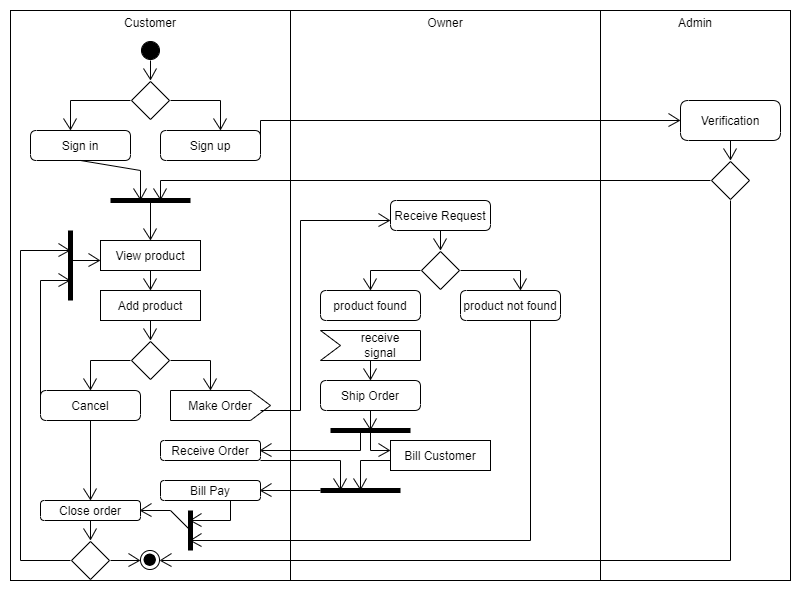 Customer
Owner
Admin
Sign in
Sign up
Verification
View product
Receive Request
Add product
product found
product not found
receive
signal
Cancel
Make Order
Ship Order
Receive Order
Bill Customer
Bill Pay
Close order